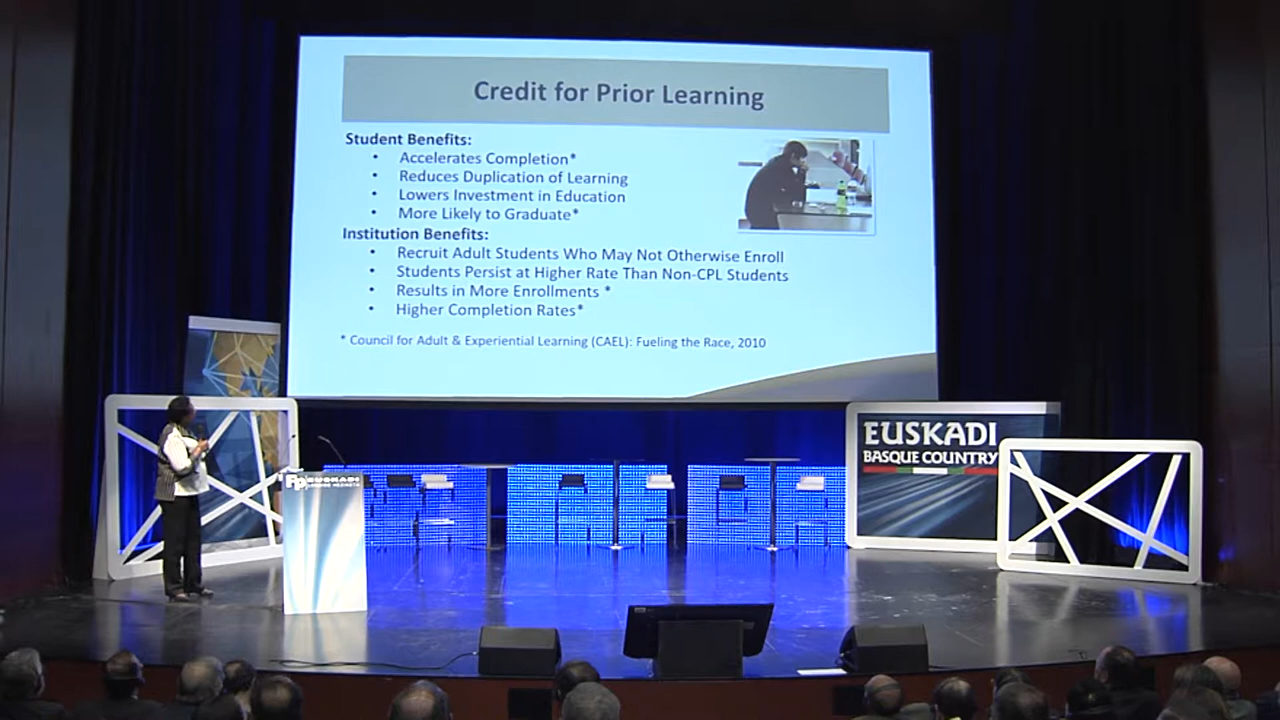 Credit for Prior Learning
Student Benefits:
• Accelerates Completion*
• Reduces Duplication of Learning
• Lowers Investment in Education
• More Likely to Graduate*
Institution Benefits:
• Recruit Adult Students Who May Not Otherwise Enroll
• Students Persist at Higher Rate Than Non-CPL Students
• Results in More Enrollments *
• Higher Completion Rates*
* Council for Adult & Experiential Learning (CAEL): Fueling the Race, 2010
EUSKADI
BASQUE COUNTRY
Fp EUSKADI